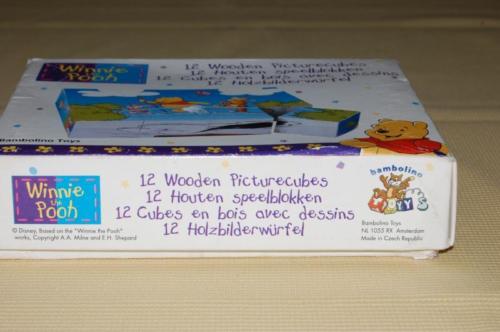 Winnie
the
Pooh
12 Wooden Picturecubes
12 Houten speelblokken
12 Cubes en bois avec dessins
12 Holzbilderwürfel
Bambolino Toys
Winnie
the
Pooh
12 Wooden Picturecubes
12 Houten speelblokken
12 Cubes en bois avec dessins
12 Holzbilderwürfel
© Disney, Based on the "Winnie the Pooh"
works, Copyright A.A. Milne and E.H. Shepard
bambolino
TOYS
Bambolino Toys
NL 1055 RX Amsterdam
Made in Czech Republic